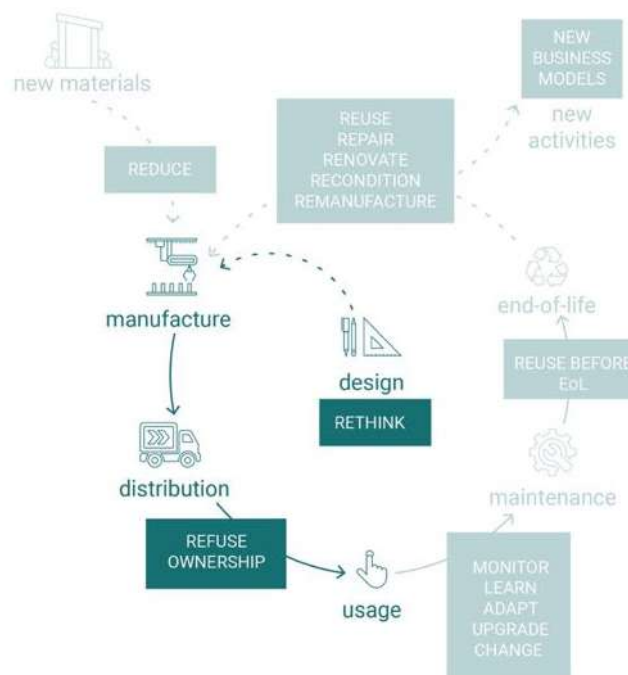 new materials
NEW
BUSINESS
MODELS
new
activities
REUSE
REPAIR
RENOVATE
RECONDITION
REMANUFACTURE
REDUCE
manufacture
end-of-life
design
RETHINK
REUSE BEFORE
EoL
distribution
maintenance
REFUSE
OWNERSHIP
usage
MONITOR
LEARN
ADAPT
UPGRADE
CHANGE